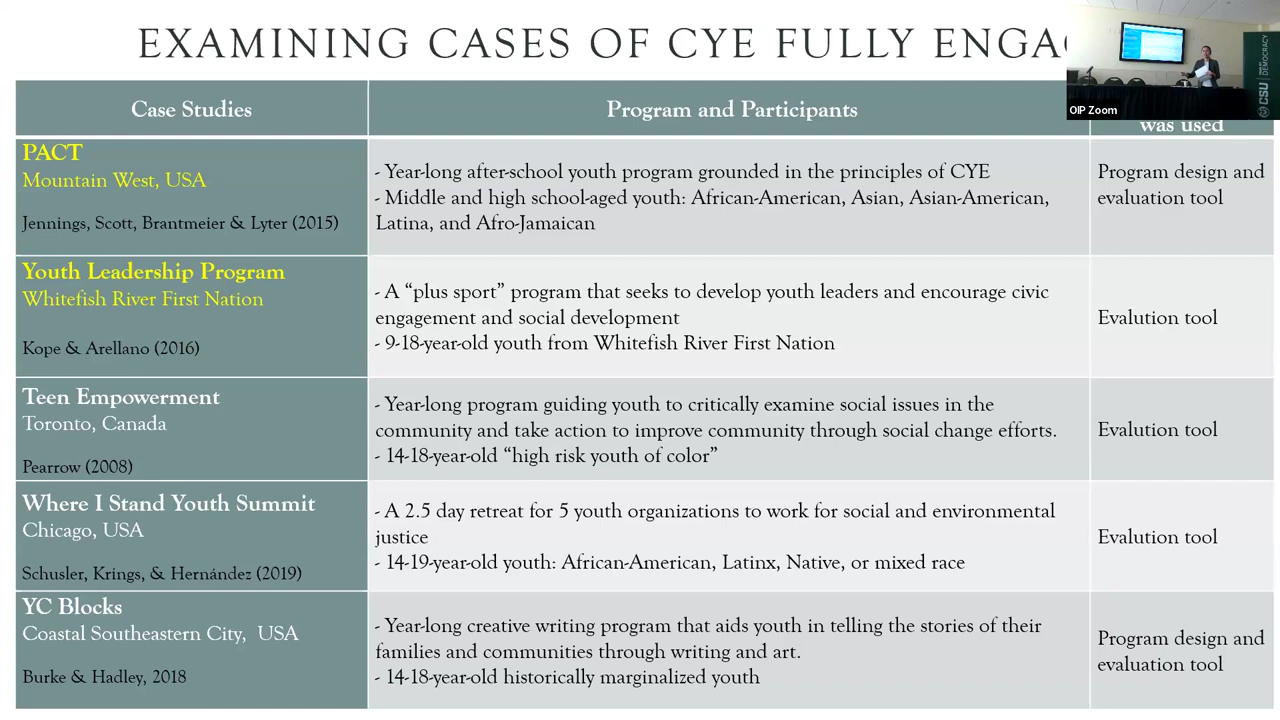 EXAMINING CASES OF CYE FULLY
OIP Zoom
CSU
DEMOCRACY
Case Studies
Program and Participants
was used
PACT
Mountain West, USA
Jennings, Scott, Brantmeier & Lyter (2015)
- Year-long after-school youth program grounded in the principles of CYE
- Middle and high school-aged youth: African-American, Asian, Asian-American,
Latina, and Afro-Jamaican
Program design and
evaluation tool
Youth Leadership Program
Whitefish River First Nation
Kope & Arellano (2016)
- A “plus sport” program that seeks to develop youth leaders and encourage civic
engagement and social development
- 9-18-year-old youth from Whitefish River First Nation
Evalution tool
Teen Empowerment
Toronto, Canada
Pearrow (2008)
- Year-long program guiding youth to critically examine social issues in the
community and take action to improve community through social change efforts.
- 14-18-year-old “high risk youth of color”
Evalution tool
Where I Stand Youth Summit
Chicago, USA
Schusler, Krings, & Hernández (2019)
- A 2.5 day retreat for 5 youth organizations to work for social and environmental
justice
- 14-19-year-old youth: African-American, Latinx, Native, or mixed race
Evalution tool
YC Blocks
Coastal Southeastern City, USA
Burke & Hadley, 2018
- Year-long creative writing program that aids youth in telling the stories of their
families and communities through writing and art.
- 14-18-year-old historically marginalized youth
Program design and
evaluation tool